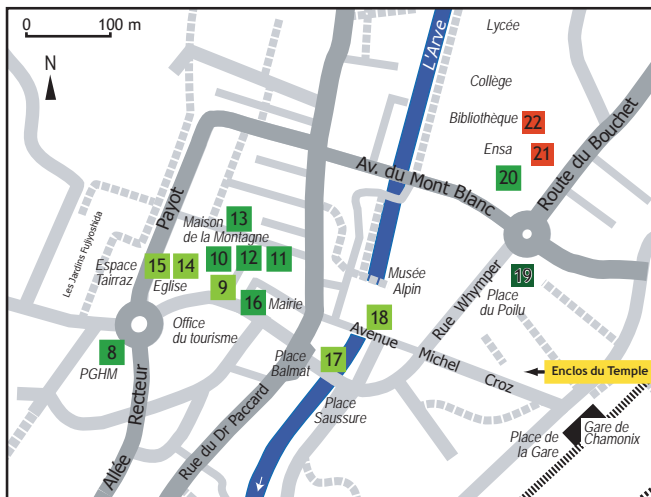 0 100 m
N
L'Arve
Lycée
Collège
Bibliothèque
22
Ensa
21
20
Route du Bouchet
Av. du Mont Blanc
Payot
Les Jardins Fujiyoshida
Maison
de la Montagne
13
10
12
11
Espace
Tairraz
15
14
Eglise
9
16
Mairie
Office
du tourisme
8
PGHM
Allée
Recteur
Rue du Dr Paccard
Musée
Alpin
18
17
Place
Balmat
Place
Saussure
Avenue
Michel
Croz
Rue Whymper
19
Place
du Poilu
Enclos du Temple
Place de
la Gare
Gare de
Chamonix